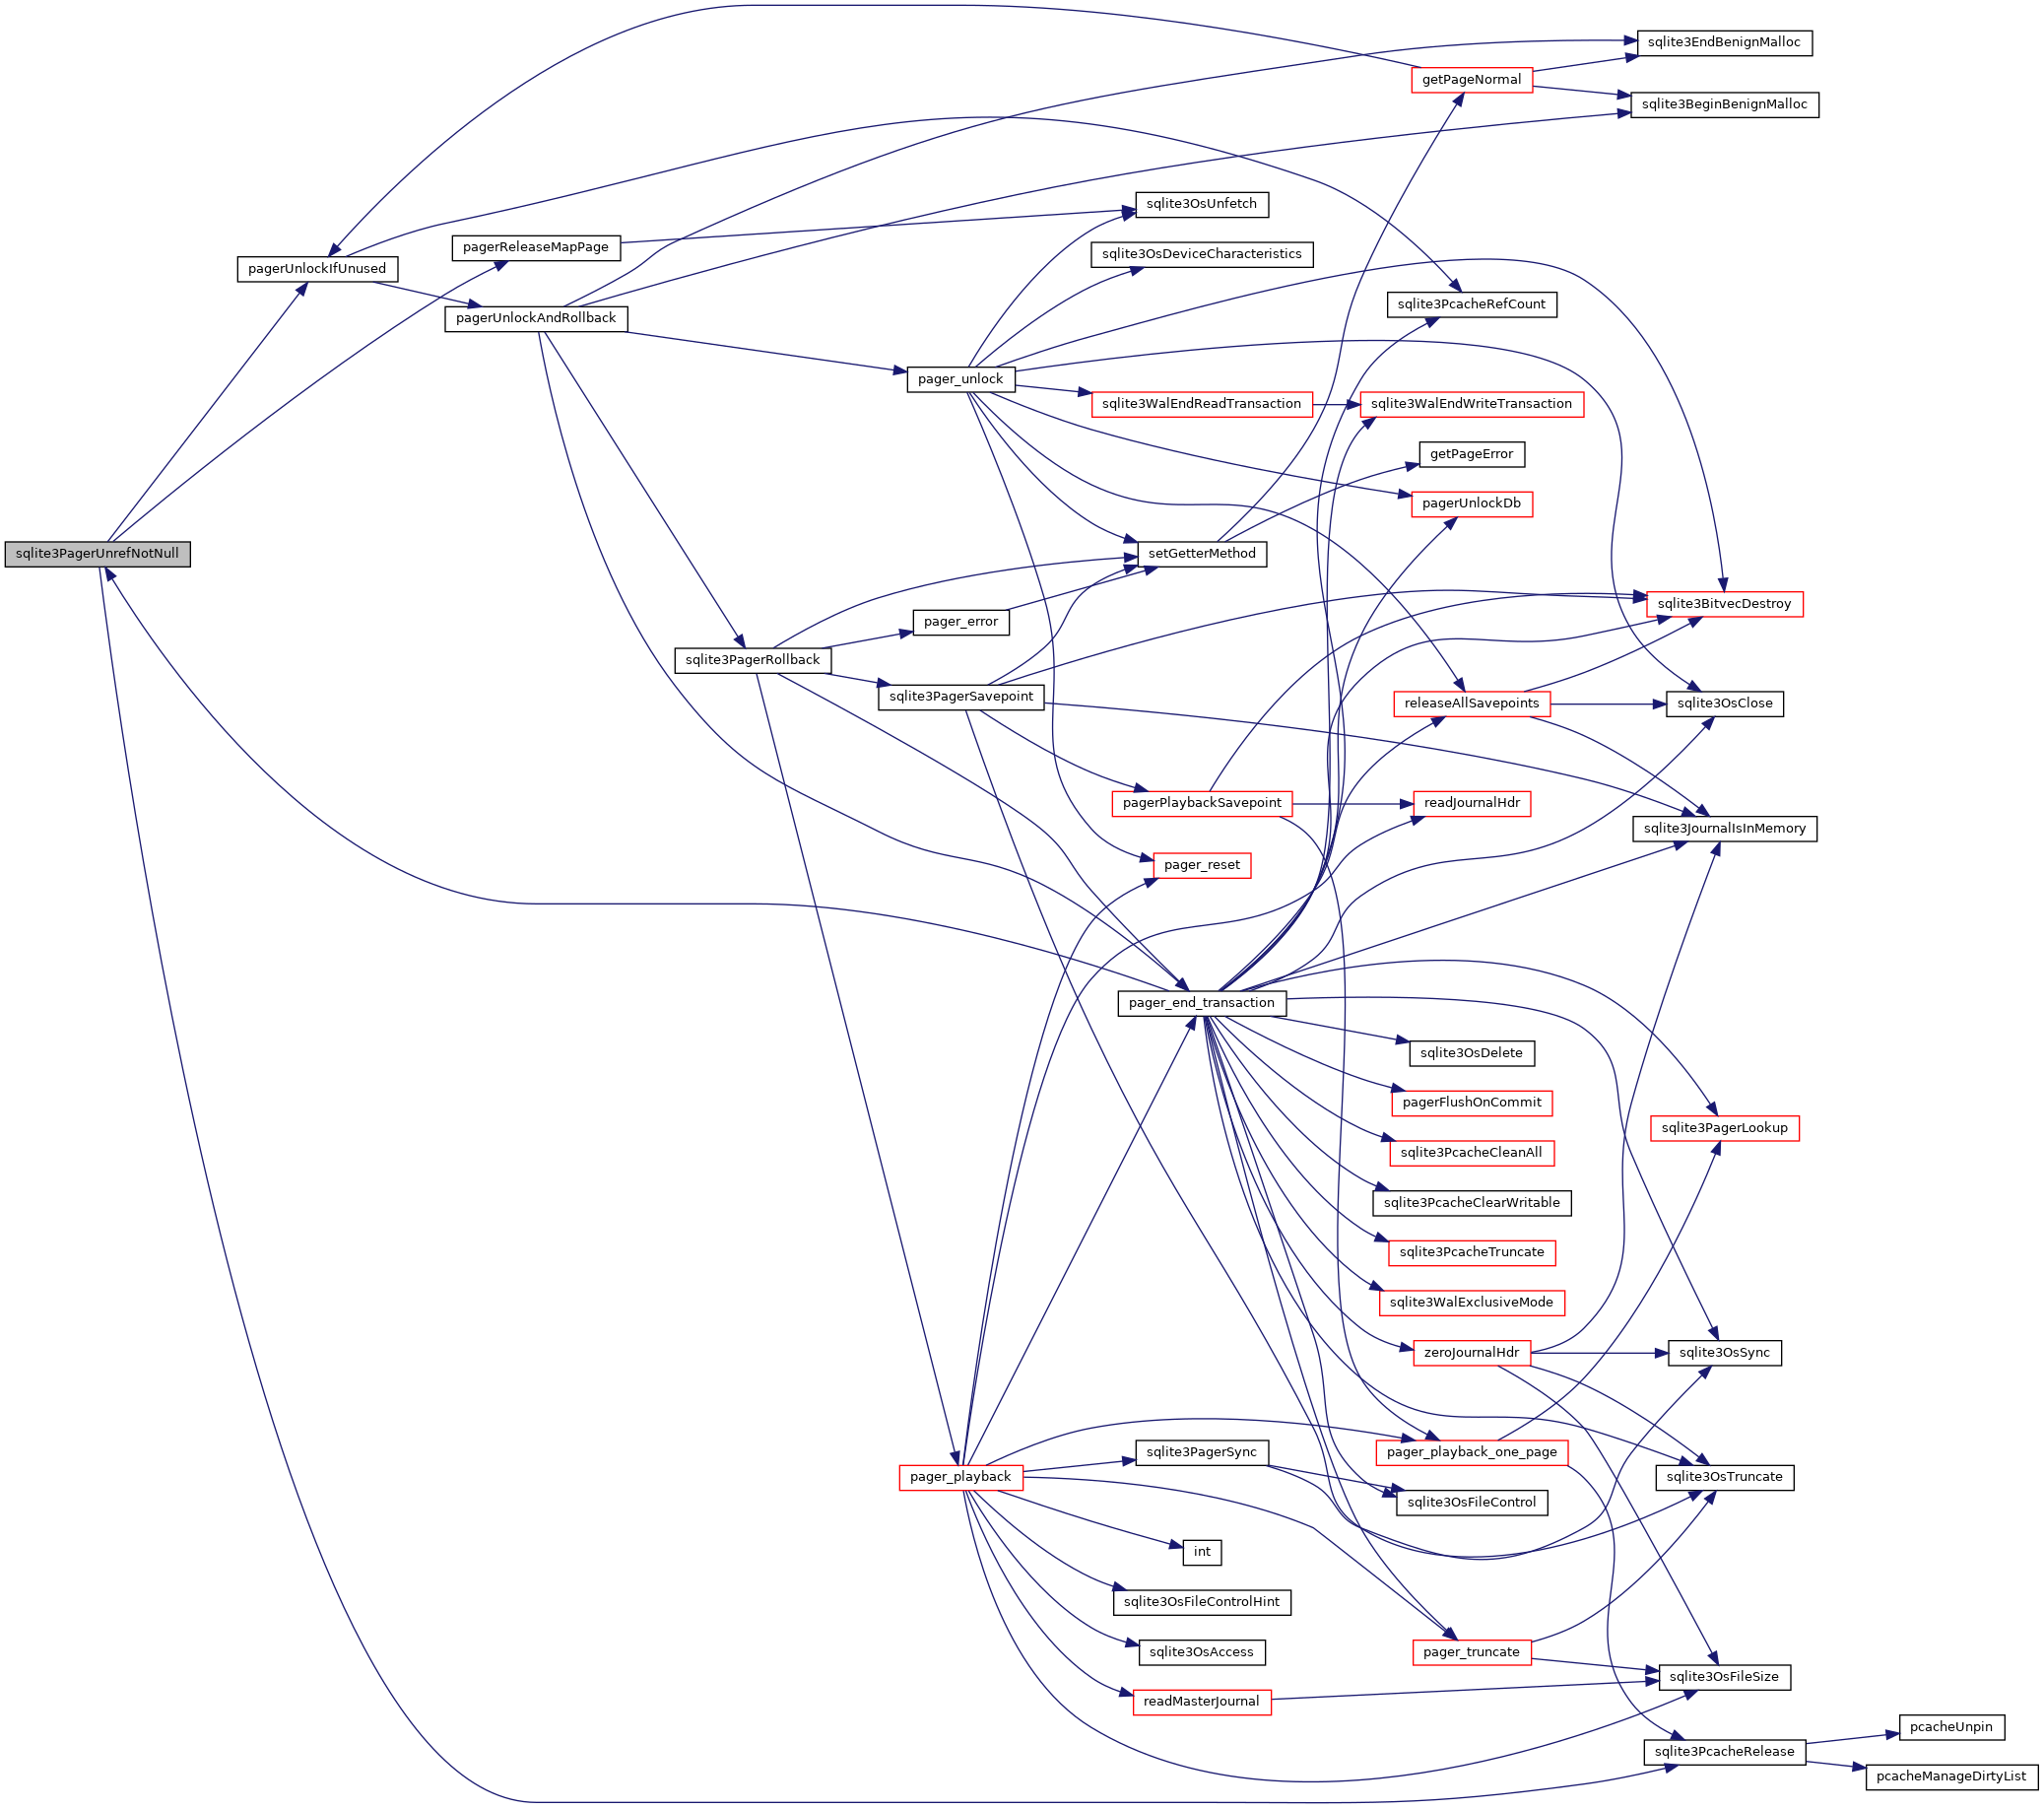 sqlite3EndBenignMalloc
getPageNormal
sqlite3BeginBenignMalloc
sqlite3OsUnfetch
pagerReleaseMapPage
sqlite3OsDeviceCharacteristics
pagerUnlockIfUnused
sqlite3PcacheRefCount
pagerUnlockAndRollback
pager_unlock
sqlite3WalEndReadTransaction
sqlite3WalEndWriteTransaction
getPageError
pagerUnlockDb
sqlite3PagerUnrefNotNull
setGetterMethod
sqlite3BitvecDestroy
pager_error
sqlite3PagerRollback
sqlite3PagerSavepoint
releaseAllSavepoints
sqlite3OsClose
pagerPlaybackSavepoint
readJournalHdr
sqlite3JournalIsInMemory
pager_reset
pager_end_transaction
sqlite3OsDelete
pagerFlushOnCommit
sqlite3PagerLookup
sqlite3PcacheCleanAll
sqlite3PcacheClearWritable
sqlite3PcacheTruncate
sqlite3WalExclusiveMode
zeroJournalHdr
sqlite3OsSync
sqlite3PagerSync
pager_playback_one_page
pager_playback
sqlite3OsTruncate
sqlite3OsFileControl
int
sqlite3OsFileControlHint
sqlite3OsAccess
pager_truncate
sqlite3OsFileSize
readMasterJournal
pcacheUnpin
sqlite3PcacheRelease
pcacheManageDirtyList